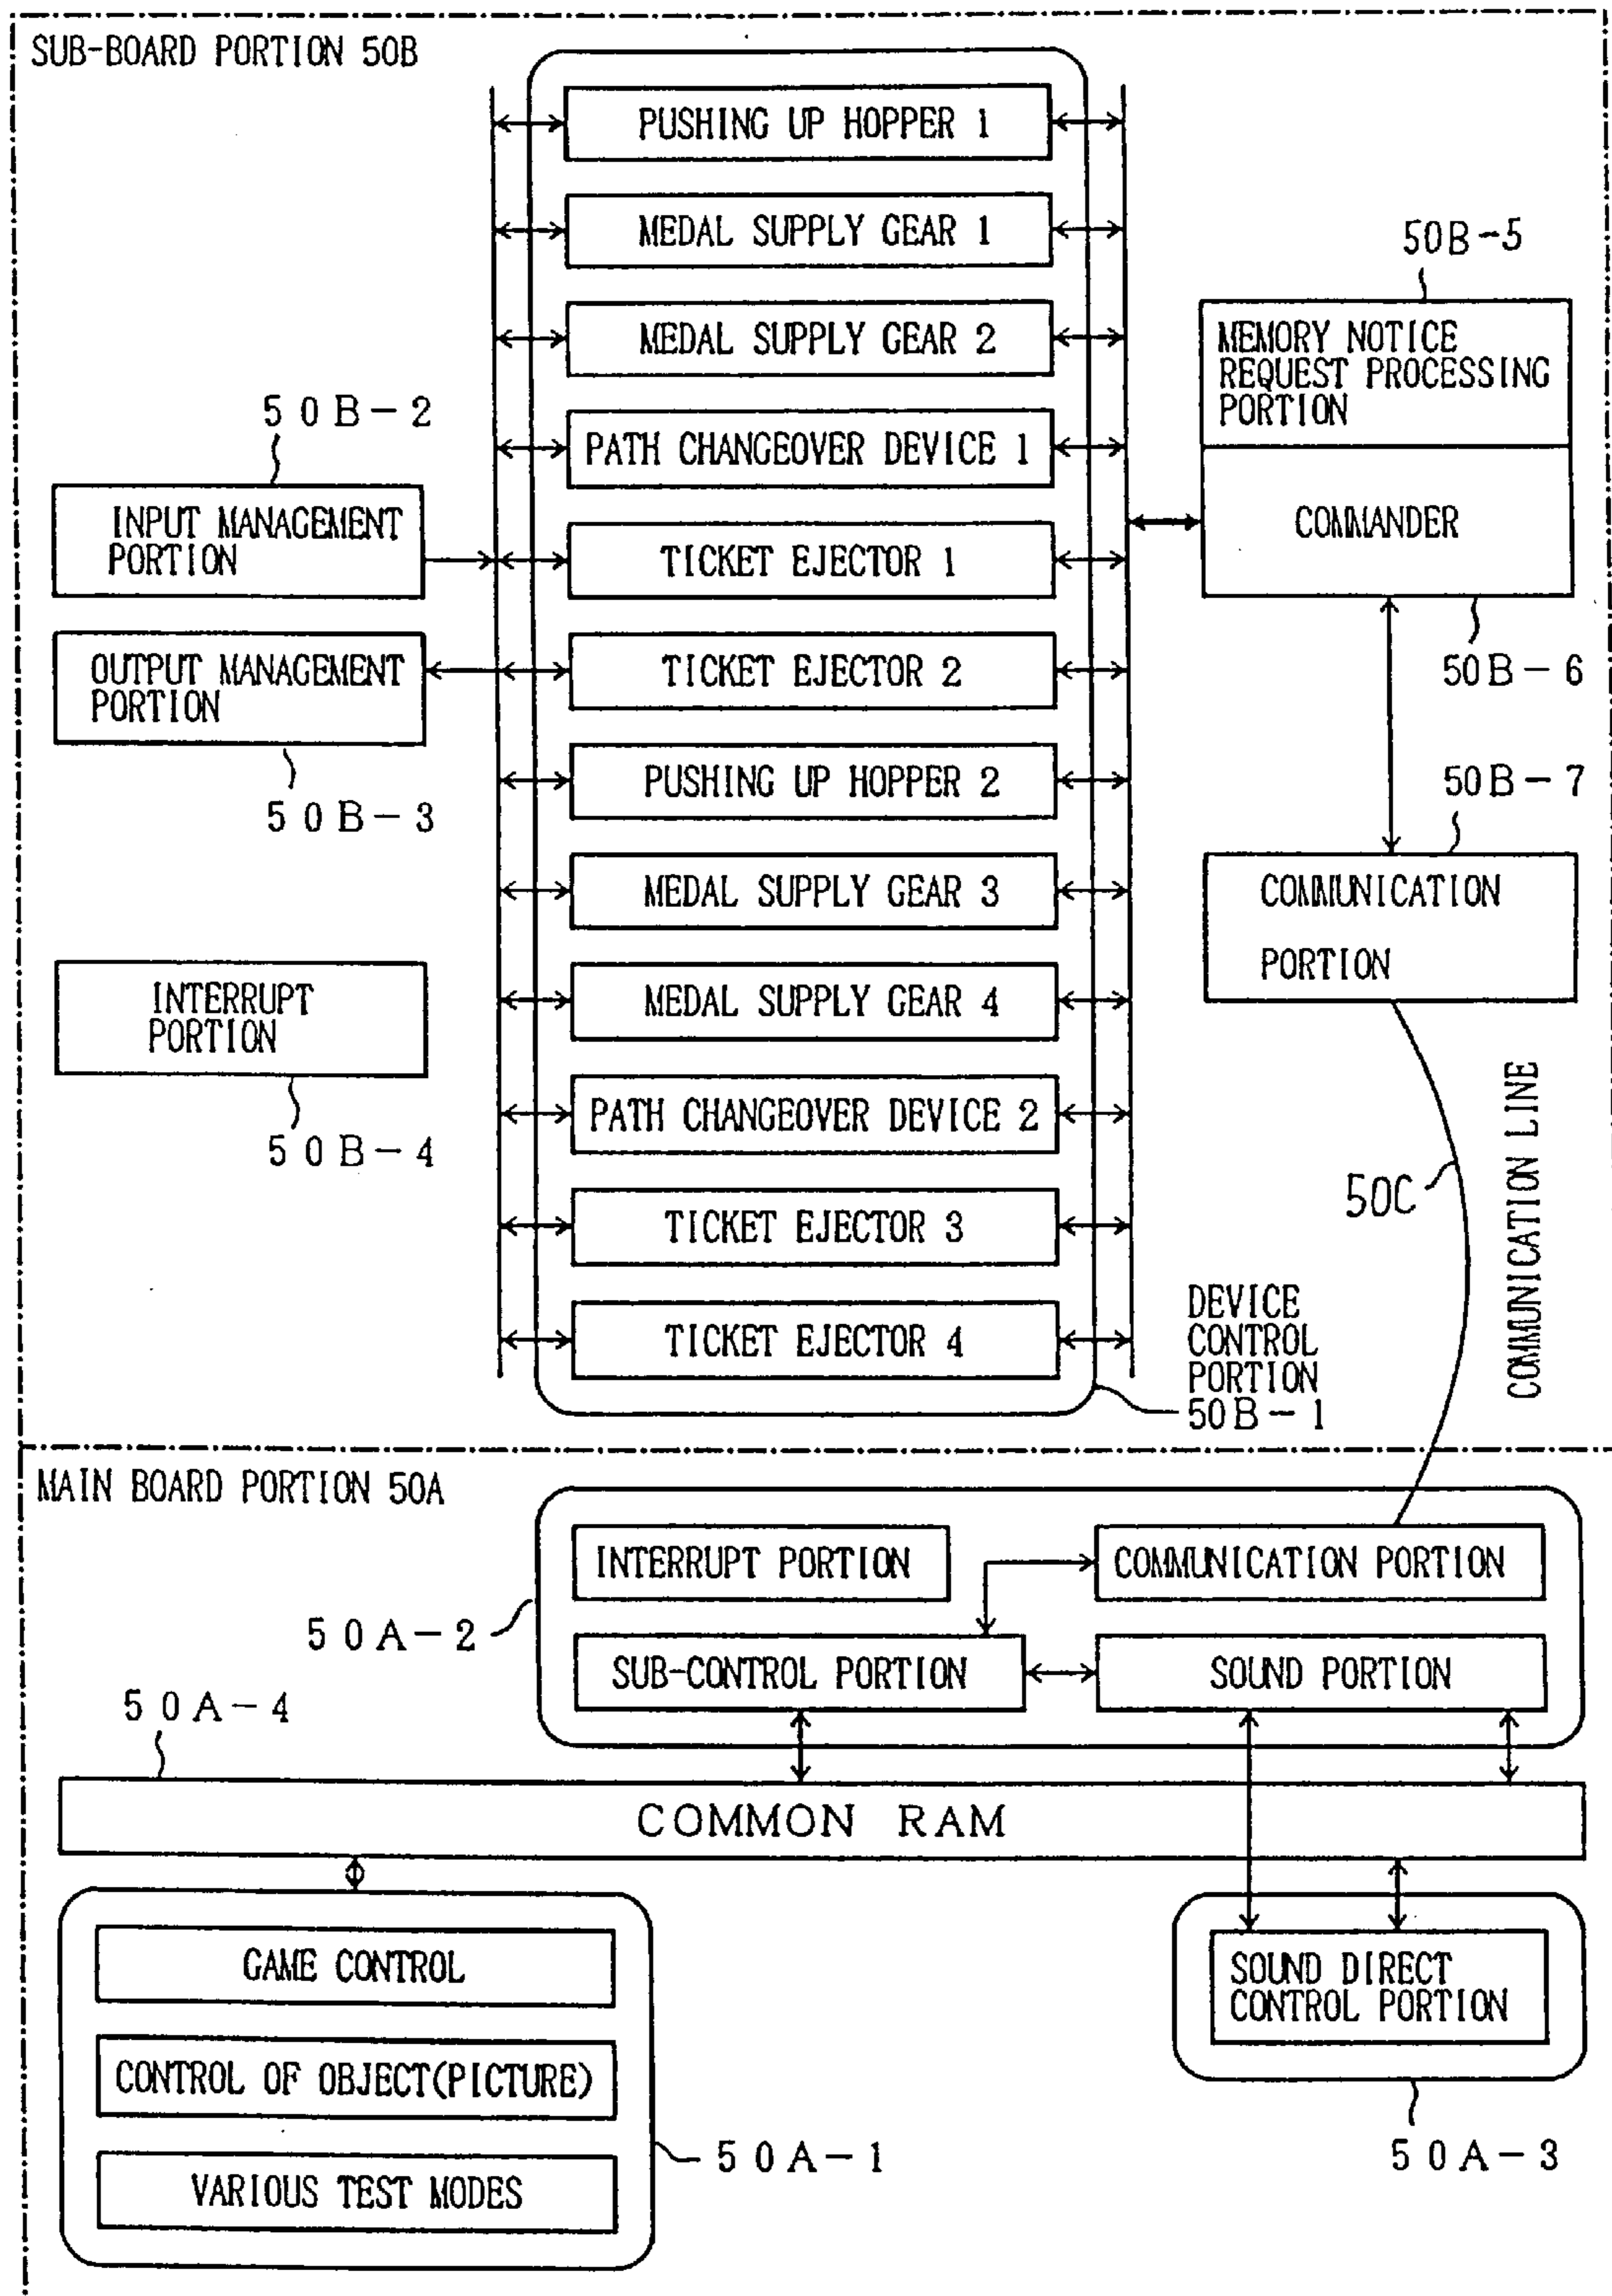 SUB-BOARD PORTION 50B
PUSHING UP HOPPER 1
MEDAL SUPPLY GEAR 1
MEDAL SUPPLY GEAR 2
PATH CHANGEOVER DEVICE 1
TICKET EJECTOR 1
TICKET EJECTOR 2
PUSHING UP HOPPER 2
MEDAL SUPPLY GEAR 3
MEDAL SUPPLY GEAR 4
PATH CHANGEOVER DEVICE 2
TICKET EJECTOR 3
TICKET EJECTOR 4
50B-2
INPUT MANAGEMENT
PORTION
OUTPUT MANAGEMENT
PORTION
50B-3
INTERRUPT
PORTION
50B-4
50B-5
MEMORY NOTICE
REQUEST PROCESSING
PORTION
COMMANDER
50B-6
50B-7
COMMUNICATION
PORTION
50C
COMMUNICATION LINE
DEVICE
CONTROL
PORTION
50B-1
MAIN BOARD PORTION 50A
INTERRUPT PORTION
COMMUNICATION PORTION
50A-2
SUB-CONTROL PORTION
SOUND PORTION
50A-4
COMMON RAM
GAME CONTROL
CONTROL OF OBJECT(PICTURE)
VARIOUS TEST MODES
50A-1
SOUND DIRECT
CONTROL PORTION
50A-3